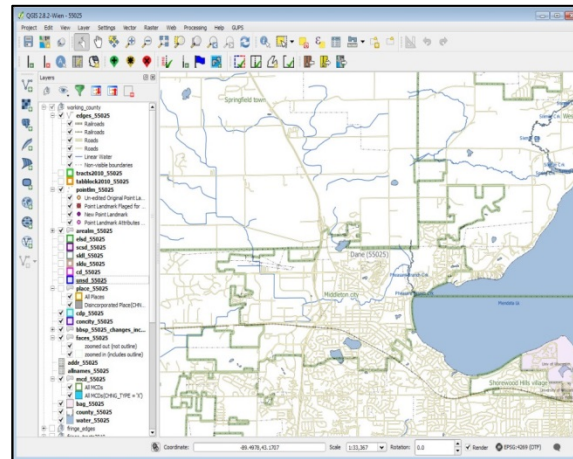 QGIS 2.8.2-Wien - 55025
Project Edit View Layer Settings Vector Raster Web Processing Help GUPS
Layers
working_county
edges_55025
Railroads
Railroads
Roads
Roads
Linear Water
Non-visible boundaries
tracts2010_55025
tabblock2010_55025
pointlm_55025
Un-edited Original Point La...
Point Landmark Flagged for ...
New Point Landmark
Point Landmark Attributes ...
arealm_55025
elsd_55025
scsd_55025
sldl_55025
sldu_55025
cd_55025
unsd_55025
place_55025
All Places
Disincorporated Place(CHN...
cdp_55025
concity_55025
bbsp_55025_changes_inc...
faces_55025
zoomed out (not outline)
zoomed in (includes outline)
addr_55025
allnames_55025
mcd_55025
All MCDs
All MCDs(CHNG_TYPE = 'X')
bag_55025
county_55025
water_55025
fringe_edges
Springfield town
Dane (55025)
Middleton city
Mendota Lk
Shorewood Hills village
Coordinate: -89.4978,43.1707 Scale 1:33,367 Rotation: 0.0 Render EPSG:4269 (OTF)